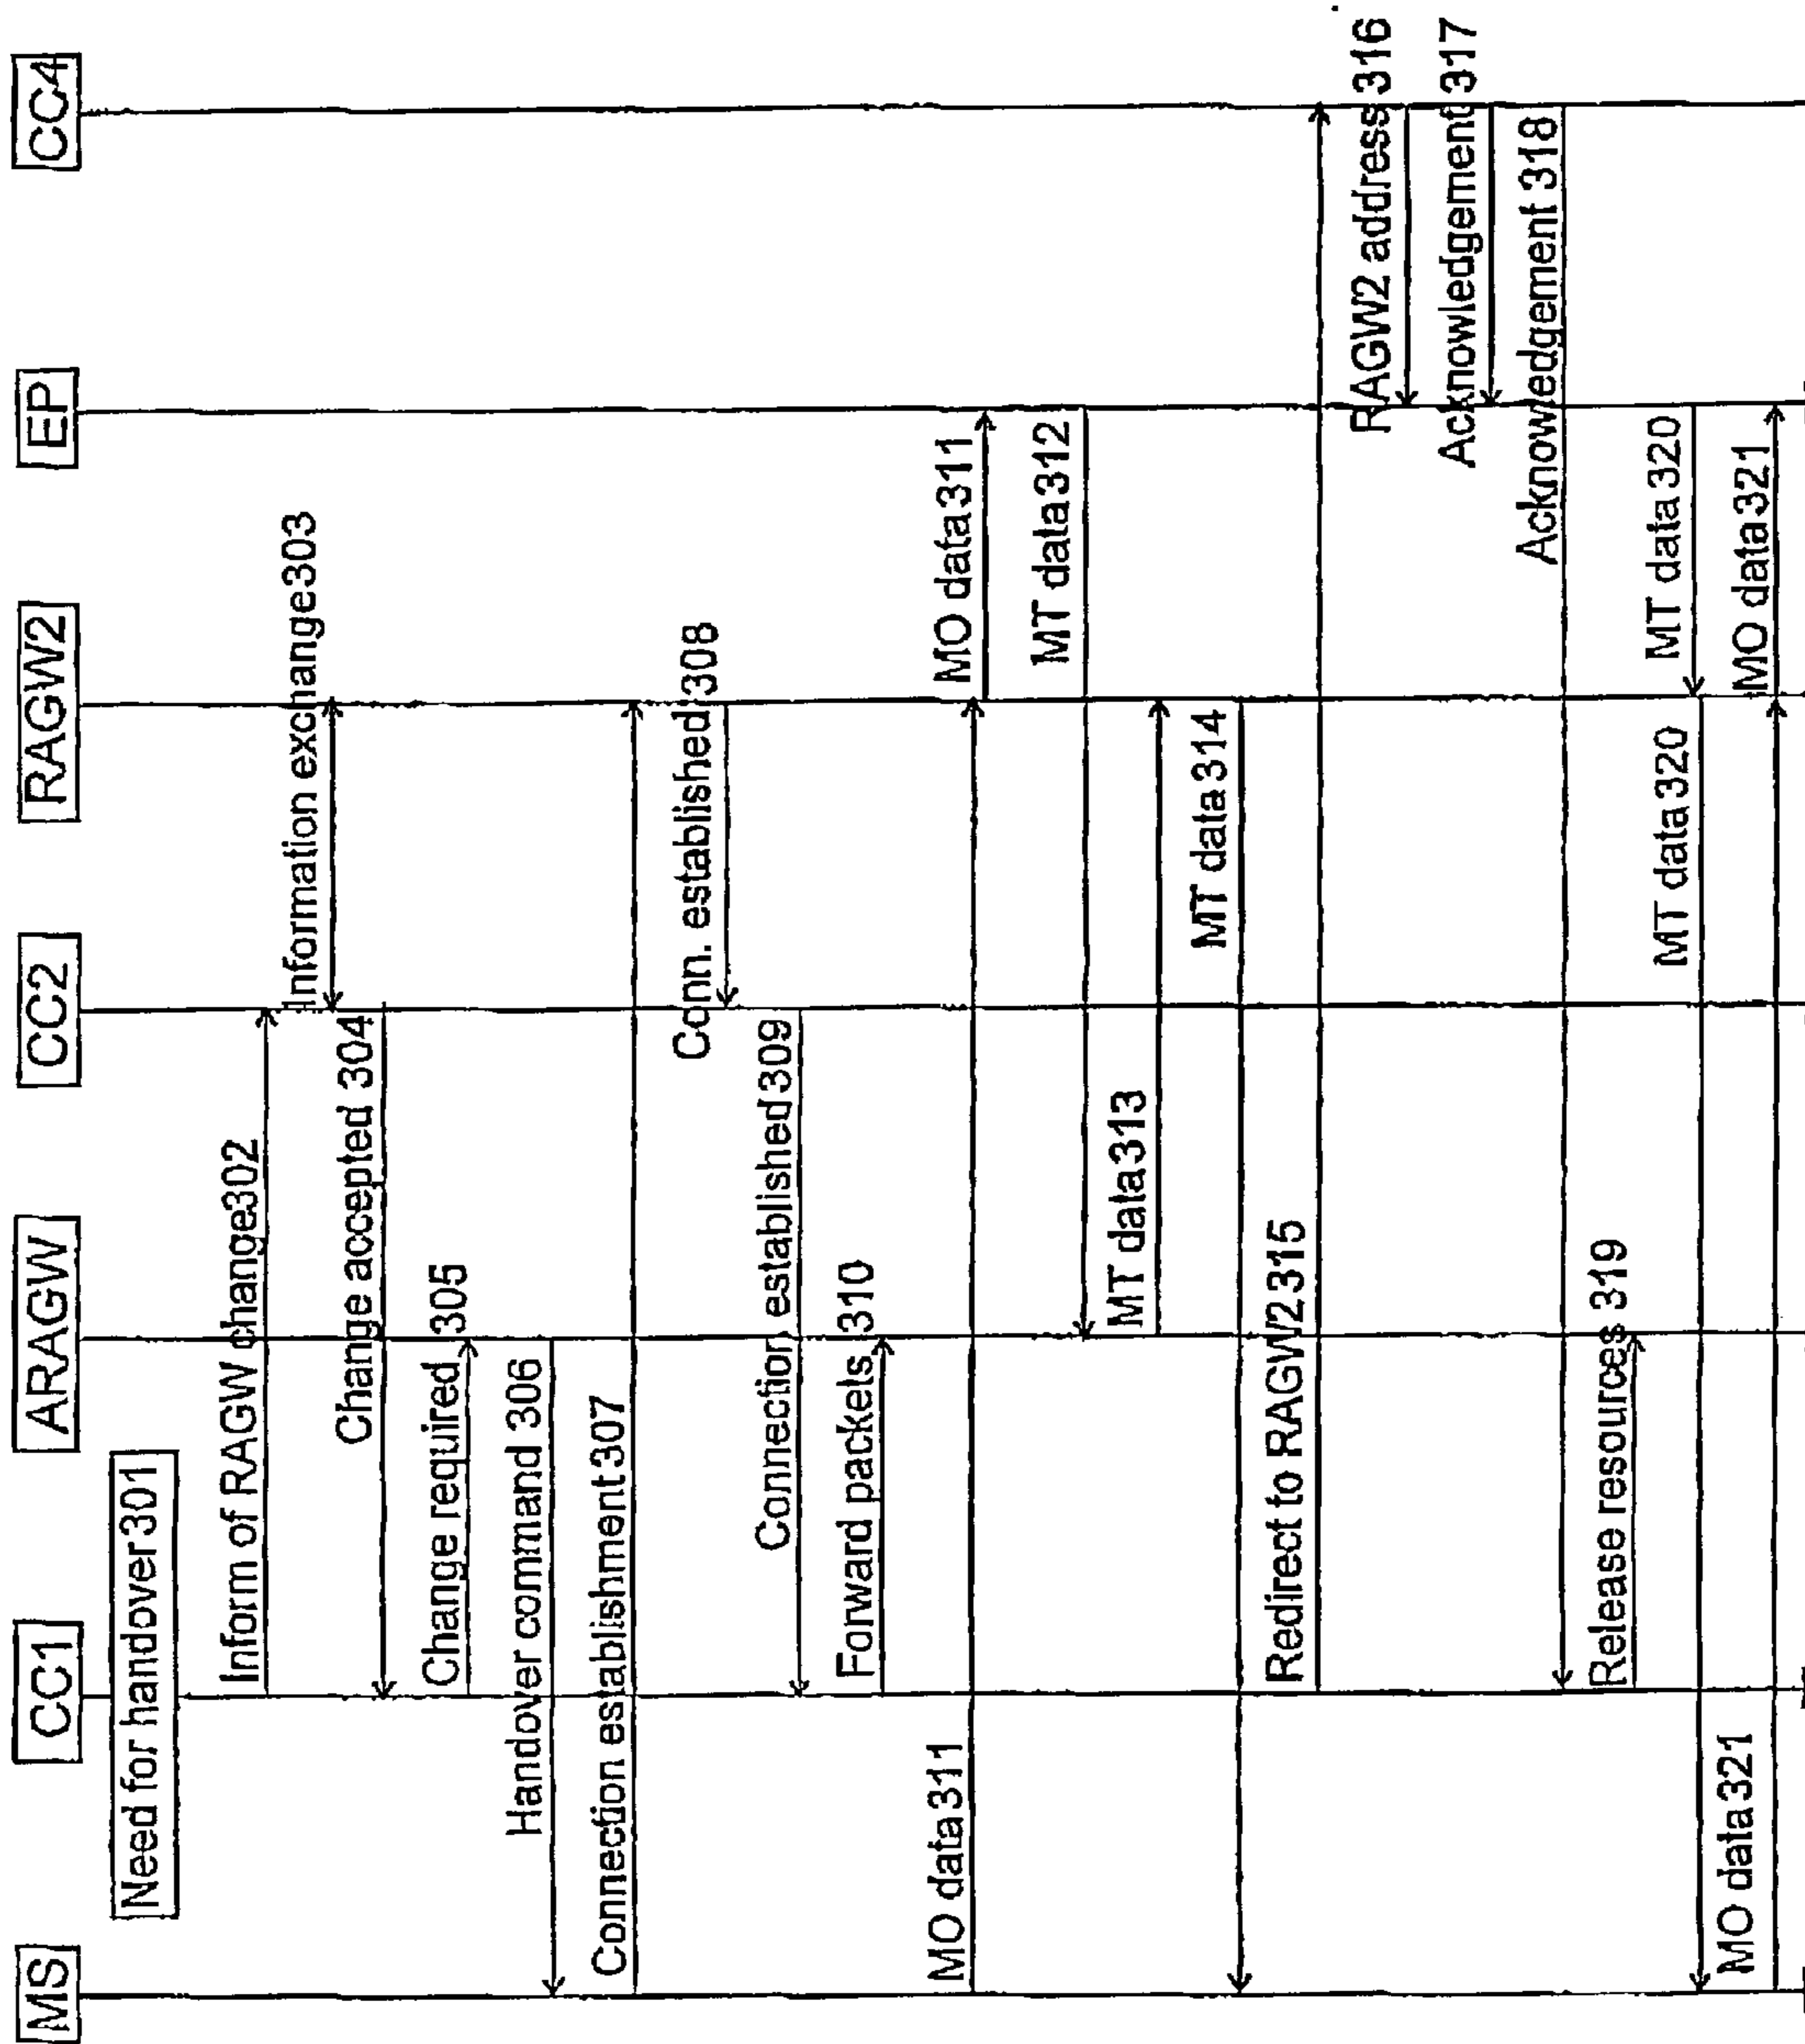 MS
CC1
ARAGW
CC2
RAGW2
EP
CC4
Need for handover 301
Inform of RAGW change 302
Information exchange 303
Change accepted 304
Change required 305
Handover command 306
Connection establishment 307
Conn. established 308
Connection established 309
Forward packets 310
MO data 311
MO data 311
MT data 312
MT data 313
MT data 314
Redirect to RAGW2 315
RAGW2 address 316
Acknowledgement 317
Acknowledgement 318
Release resources 319
MT data 320
MT data 320
MO data 321
MO data 321